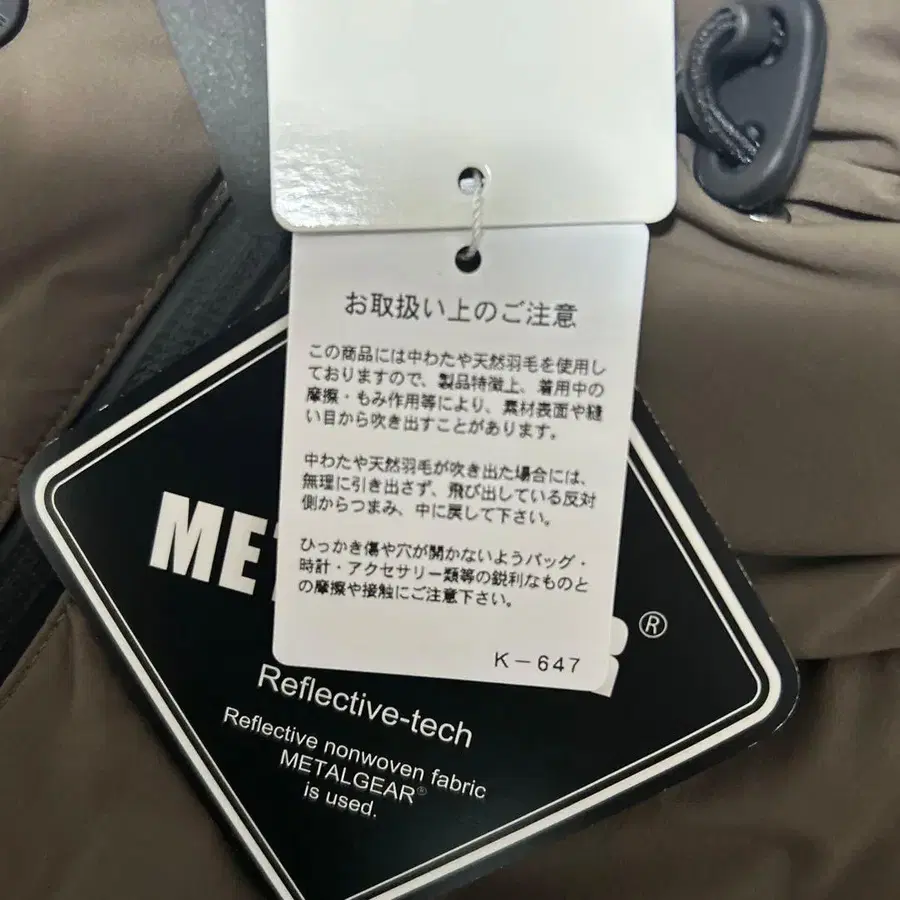 お取扱い上のご注意
この商品には中わたや天然羽毛を使用し
ておりますので、製品特徴上、着用中の
摩擦・もみ作用等により、素材表面や縫
い目から吹き出すことがあります。
中わたや天然羽毛が吹き出た場合には、
無理に引き出さず、飛び出している反対
側からつまみ、中に戻して下さい。
ひっかき傷や穴が開かないようバッグ・
時計・アクセサリー類等の鋭利なものと
の摩擦や接触にご注意下さい。
K－647
®
Reflective-tech
Reflective nonwoven fabric
METALGEAR®
is used.